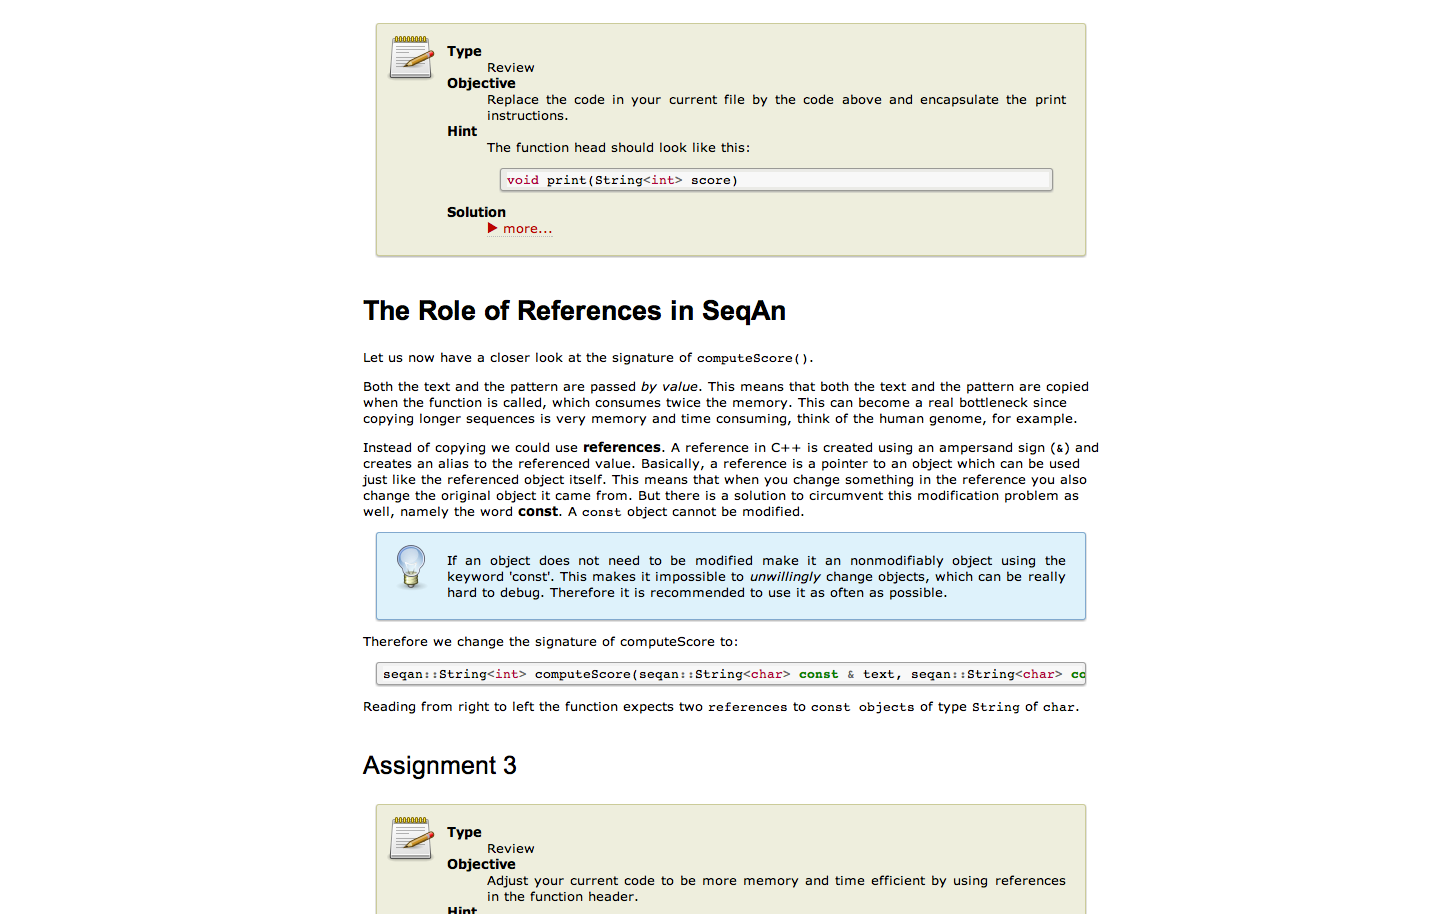 Type
Review
Objective
Replace the code in your current file by the code above and encapsulate the print
instructions.
Hint
The function head should look like this:
void print(String<int> score)
Solution
▶ more...
The Role of References in SeqAn
Let us now have a closer look at the signature of computeScore().
Both the text and the pattern are passed by value. This means that both the text and the pattern are copied
when the function is called, which consumes twice the memory. This can become a real bottleneck since
copying longer sequences is very memory and time consuming, think of the human genome, for example.
Instead of copying we could use references. A reference in C++ is created using an ampersand sign (&) and
creates an alias to the referenced value. Basically, a reference is a pointer to an object which can be used
just like the referenced object itself. This means that when you change something in the reference you also
change the original object it came from. But there is a solution to circumvent this modification problem as
well, namely the word const. A const object cannot be modified.
If an object does not need to be modified make it an nonmodifiably object using the
keyword 'const'. This makes it impossible to unwillingly change objects, which can be really
hard to debug. Therefore it is recommended to use it as often as possible.
Therefore we change the signature of computeScore to:
seqan::String<int> computeScore(seqan::String<char> const & text, seqan::String<char> co
Reading from right to left the function expects two references to const objects of type String of char.
Assignment 3
Type
Review
Objective
Adjust your current code to be more memory and time efficient by using references
in the function header.
Hint